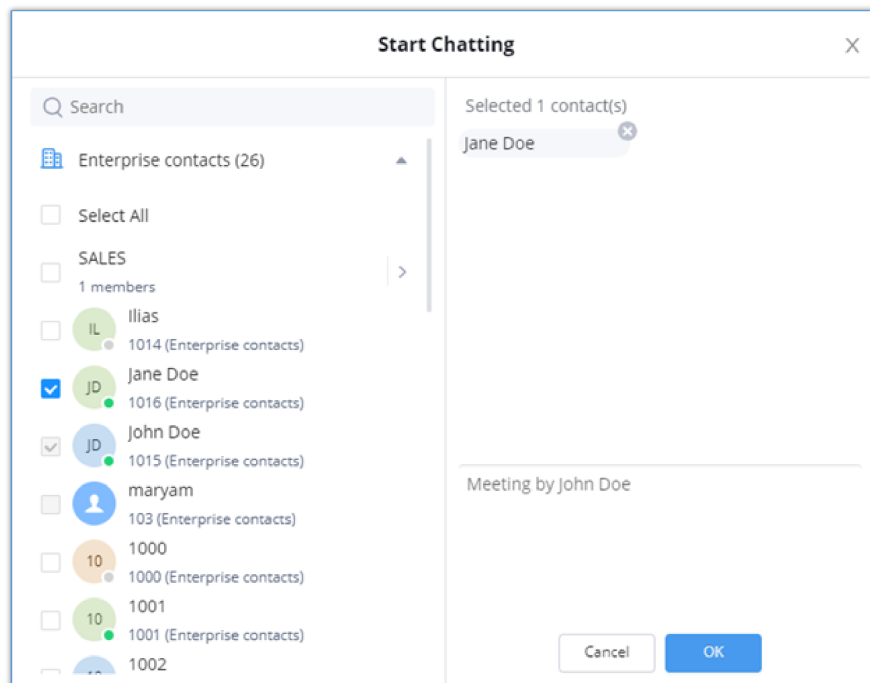 Start Chatting
Search
Enterprise contacts (26)
Select All
SALES
1 members
IL
Ilias
1014 (Enterprise contacts)
JD
Jane Doe
1016 (Enterprise contacts)
JD
John Doe
1015 (Enterprise contacts)
maryam
103 (Enterprise contacts)
10
1000
1000 (Enterprise contacts)
10
1001
1001 (Enterprise contacts)
1002
Selected 1 contact(s)
Jane Doe
Meeting by John Doe
Cancel
OK